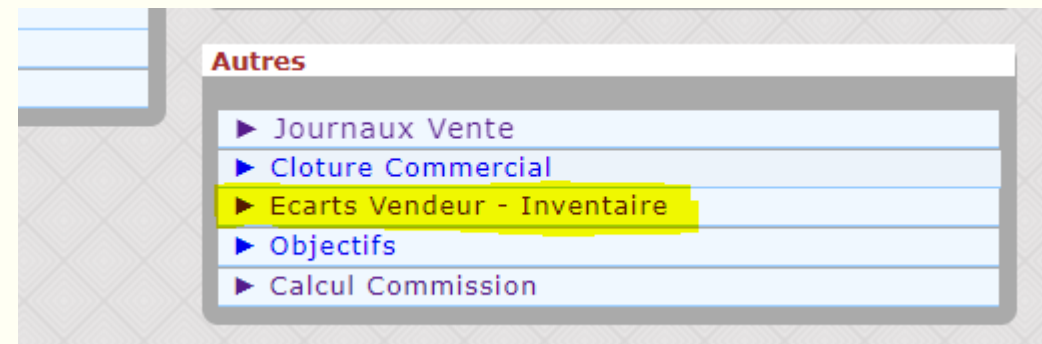 Autres
► Journaux Vente
► Cloture Commercial
► Ecarts Vendeur - Inventaire
► Objectifs
► Calcul Commission